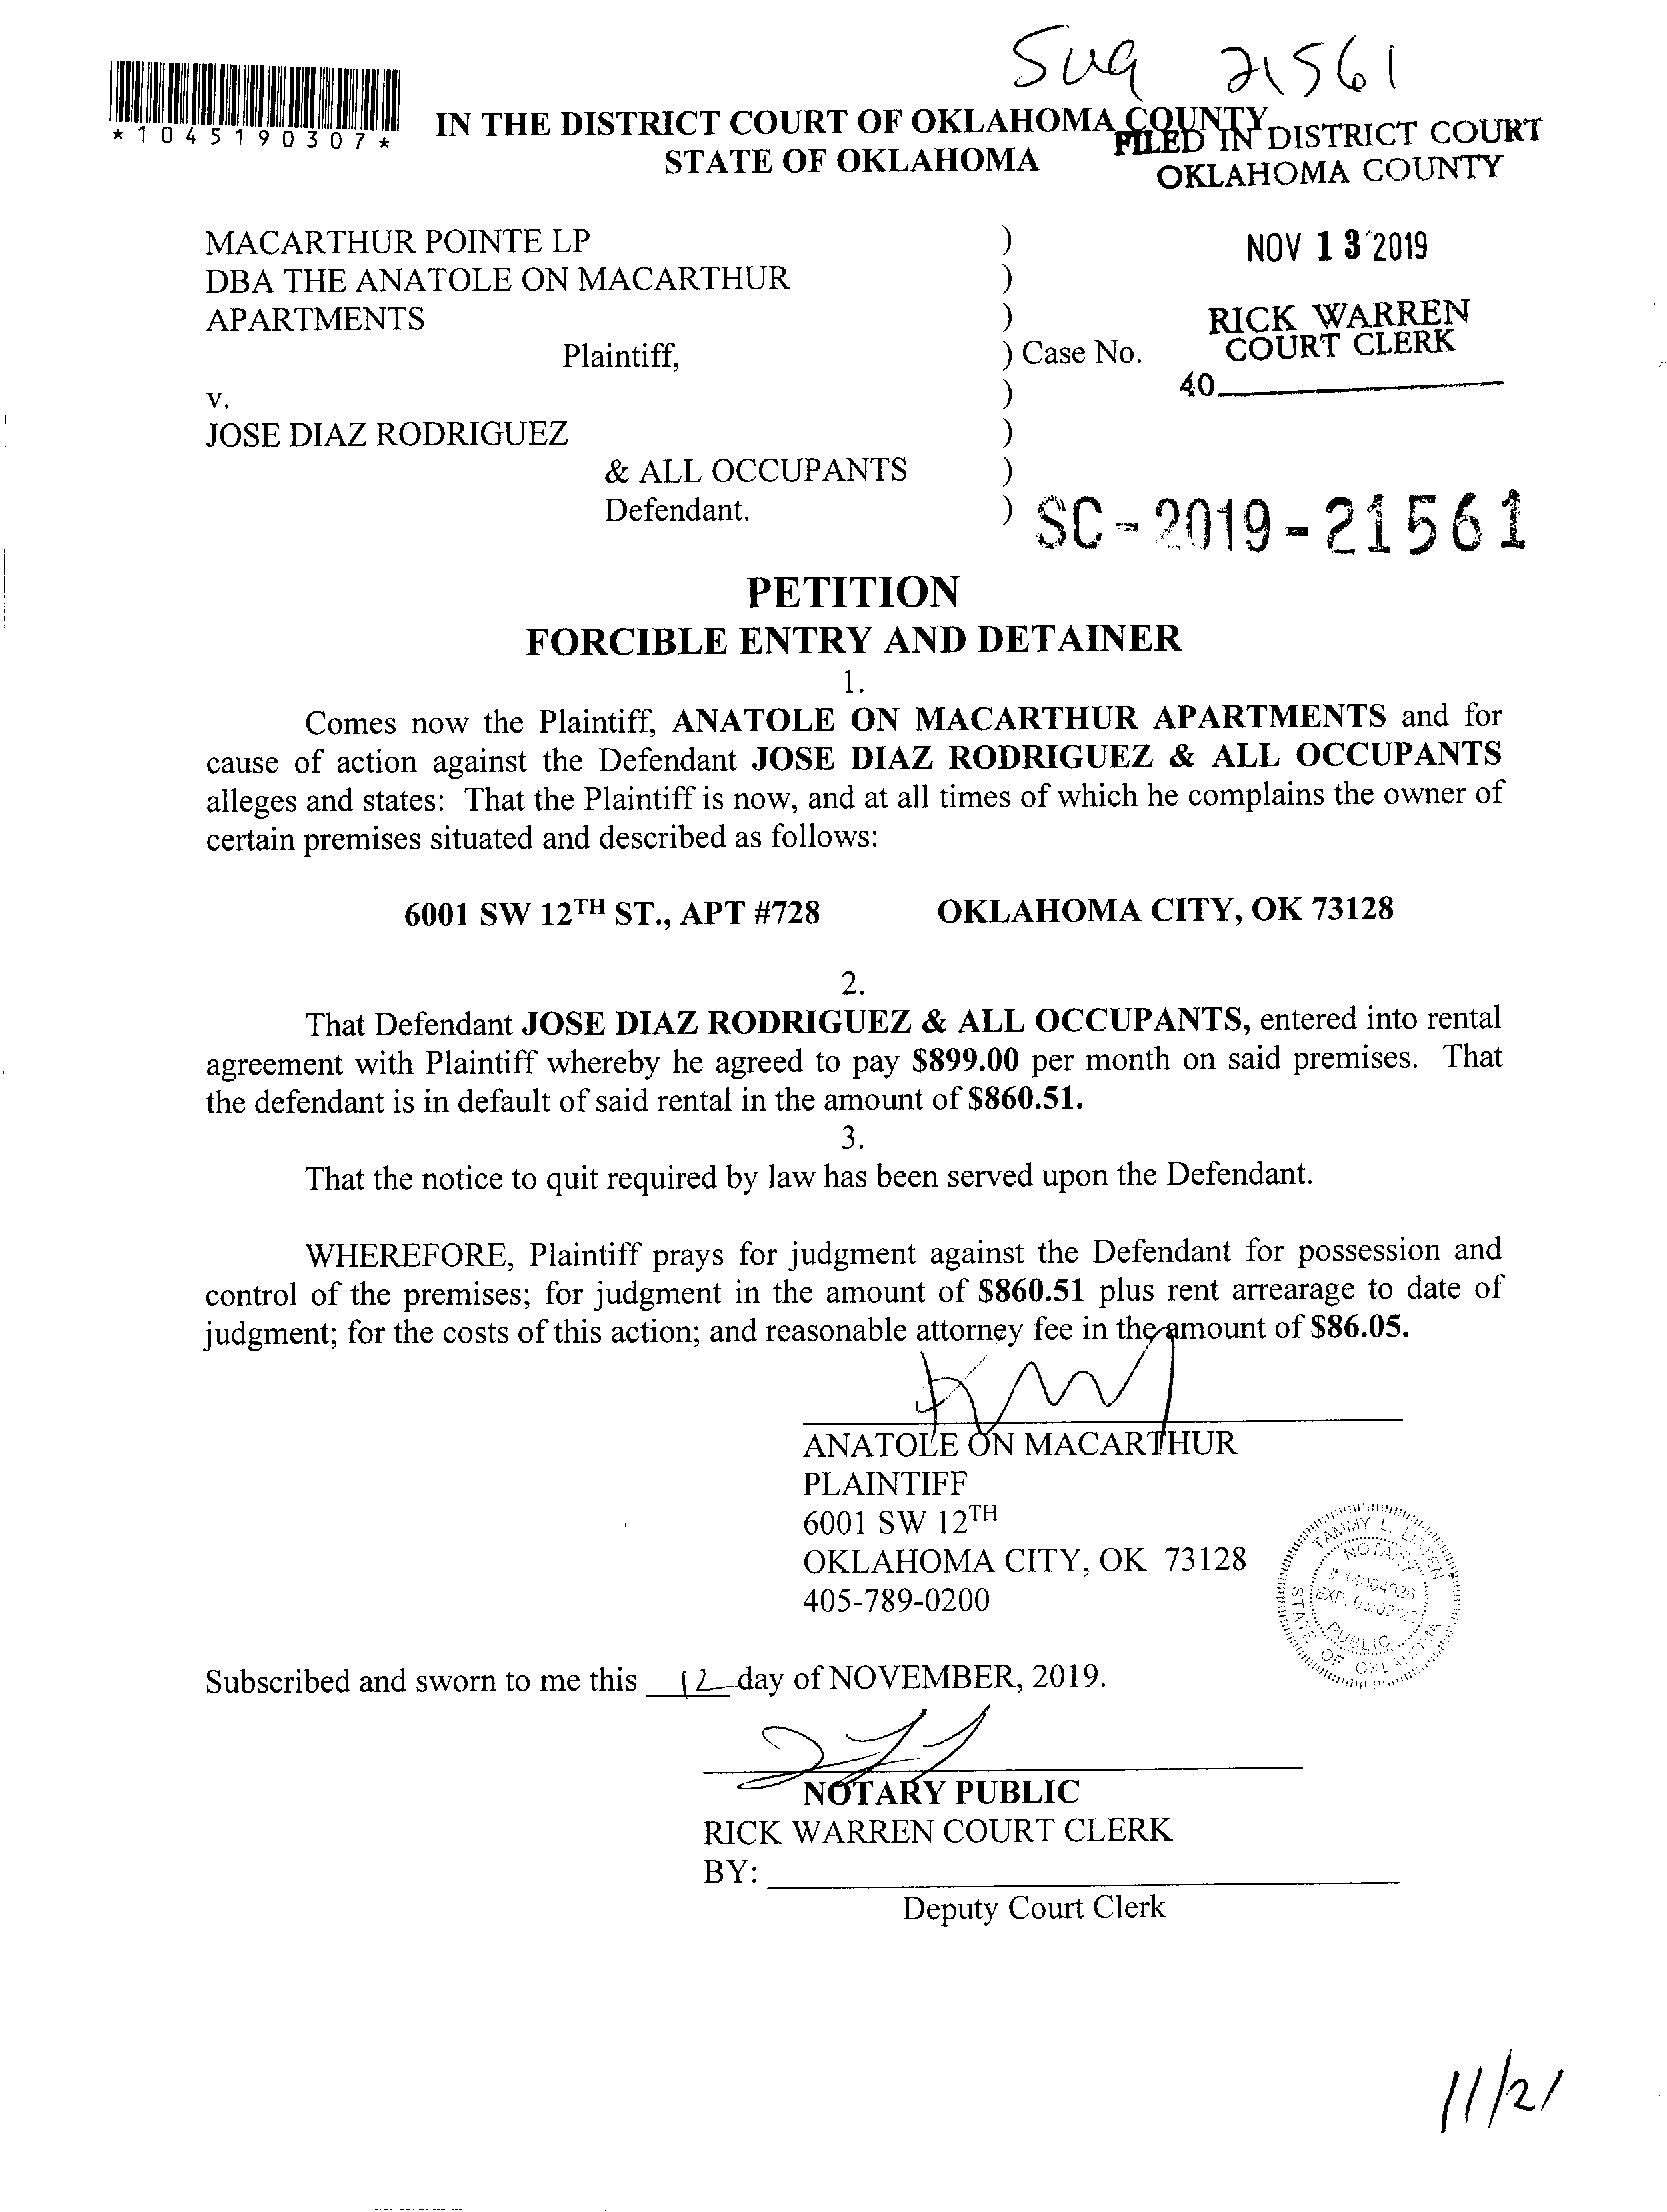 21561
*1045190307*
IN THE DISTRICT COURT OF OKLAHOMA COUNTY
STATE OF OKLAHOMA
FILED IN DISTRICT COURT
OKLAHOMA COUNTY
NOV 13 2019
RICK WARREN
COURT CLERK
40
MACARTHUR POINTE LP )
DBA THE ANATOLE ON MACARTHUR )
APARTMENTS )
Plaintiff, ) Case No.
v. )
JOSE DIAZ RODRIGUEZ )
& ALL OCCUPANTS )
Defendant. )
SC-2019-21561
PETITION
FORCIBLE ENTRY AND DETAINER
1.
Comes now the Plaintiff, ANATOLE ON MACARTHUR APARTMENTS and for
cause of action against the Defendant JOSE DIAZ RODRIGUEZ & ALL OCCUPANTS
alleges and states: That the Plaintiff is now, and at all times of which he complains the owner of
certain premises situated and described as follows:
6001 SW 12TH ST., APT #728 OKLAHOMA CITY, OK 73128
2.
That Defendant JOSE DIAZ RODRIGUEZ & ALL OCCUPANTS, entered into rental
agreement with Plaintiff whereby he agreed to pay $899.00 per month on said premises. That
the defendant is in default of said rental in the amount of $860.51.
3.
That the notice to quit required by law has been served upon the Defendant.
WHEREFORE, Plaintiff prays for judgment against the Defendant for possession and
control of the premises; for judgment in the amount of $860.51 plus rent arrearage to date of
judgment; for the costs of this action; and reasonable attorney fee in the amount of $86.05.
ANATOLE ON MACARTHUR
PLAINTIFF
6001 SW 12TH
OKLAHOMA CITY, OK 73128
405-789-0200
TAMMY L.
NOTARY
EXP.
PUBLIC
STATE OF OKLAHOMA
Subscribed and sworn to me this 12 day of NOVEMBER, 2019.
NOTARY PUBLIC
RICK WARREN COURT CLERK
BY:
Deputy Court Clerk
11/21